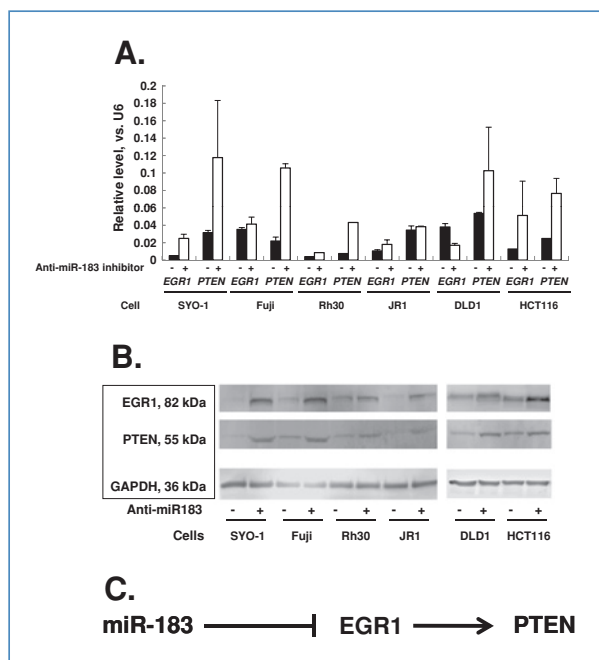 A.
0.2
0.18
0.16
0.14
0.12
0.1
0.08
0.06
0.04
0.02
0
Relative level, vs. U6
Anti-miR-183 inhibitor - + - + - + - + - + - + - + - + - + - + - + - +
EGR1 PTEN EGR1 PTEN EGR1 PTEN EGR1 PTEN EGR1 PTEN EGR1 PTEN
Cell SYO-1 Fuji Rh30 JR1 DLD1 HCT116
B.
EGR1, 82 kDa
PTEN, 55 kDa
GAPDH, 36 kDa
Anti-miR183 - + - + - + - + - + - +
Cells SYO-1 Fuji Rh30 JR1 DLD1 HCT116
C.
miR-183 EGR1 PTEN